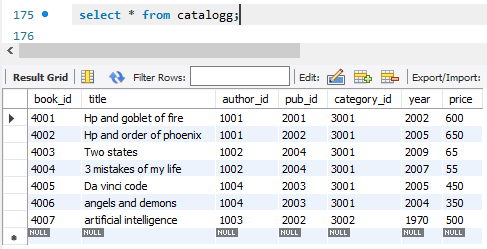 175 select * from catalogg;
176
Result Grid Filter Rows: Edit: Export/Import:
book_id title author_id pub_id category_id year price
4001 Hp and goblet of fire 1001 2001 3001 2002 600
4002 Hp and order of phoenix 1001 2002 3001 2005 650
4003 Two states 1002 2004 3001 2009 65
4004 3 mistakes of my life 1002 2004 3001 2007 55
4005 Da vinci code 1004 2003 3001 2005 450
4006 angels and demons 1004 2003 3001 2004 350
4007 artificial intelligence 1003 2002 3002 1970 500
NULL NULL NULL NULL NULL NULL NULL